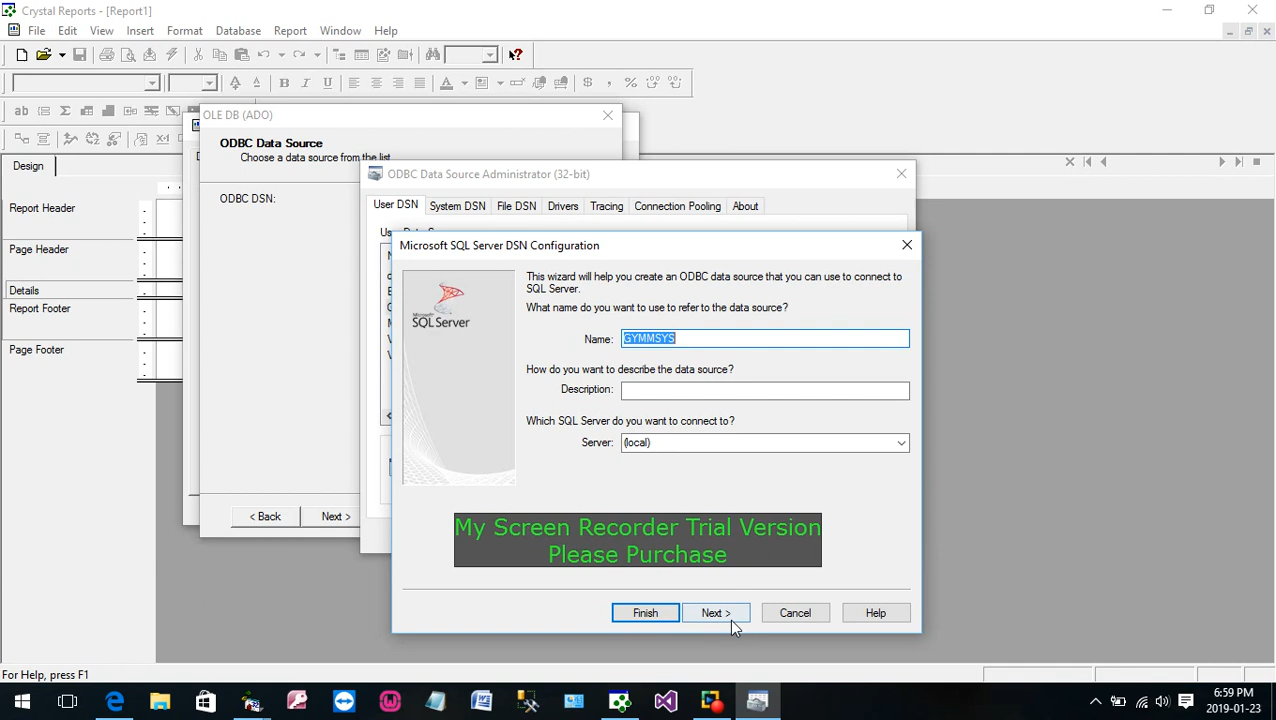 Crystal Reports - [Report1]
File Edit View Insert Format Database Report Window Help
Design
Report Header
Page Header
Details
Report Footer
Page Footer
OLE DB (ADO)
ODBC Data Source
Choose a data source from the list
ODBC DSN:
< Back
Next >
ODBC Data Source Administrator (32-bit)
User DSN System DSN File DSN Drivers Tracing Connection Pooling About
Microsoft SQL Server DSN Configuration
Microsoft
SQL Server
This wizard will help you create an ODBC data source that you can use to connect to
SQL Server.
What name do you want to use to refer to the data source?
Name: GYMMSYS
How do you want to describe the data source?
Description:
Which SQL Server do you want to connect to?
Server: (local)
My Screen Recorder Trial Version
Please Purchase
Finish Next > Cancel Help
For Help, press F1
6:59 PM
2019-01-23